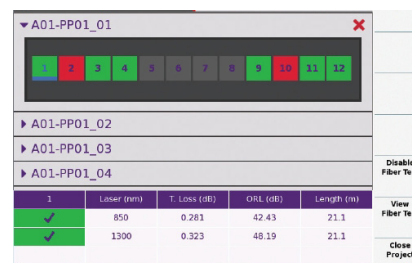 A01-PP01_01
1 2 3 4 5 6 7 8 9 10 11 12
A01-PP01_02
A01-PP01_03
A01-PP01_04
Disable
Fiber Te
1 Laser (nm) T. Loss (dB) ORL (dB) Length (m)
850 0.281 42.43 21.1
1300 0.323 48.19 21.1
View
Fiber Te
Close
Project